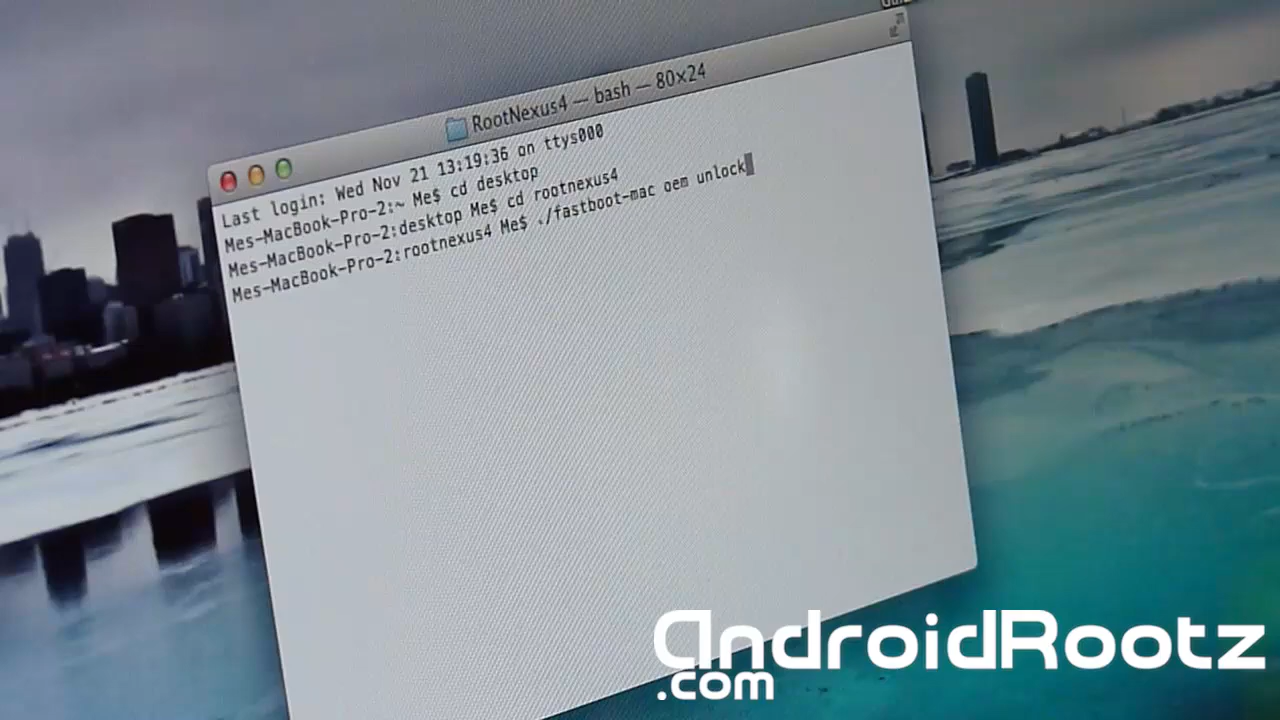 RootNexus4 — bash — 80×24
Last login: Wed Nov 21 13:19:36 on ttys000
Mes-MacBook-Pro-2:~ Me$ cd desktop
Mes-MacBook-Pro-2:desktop Me$ cd rootnexus4
Mes-MacBook-Pro-2:rootnexus4 Me$ ./fastboot-mac oem unlock
AndroidRootz
.com